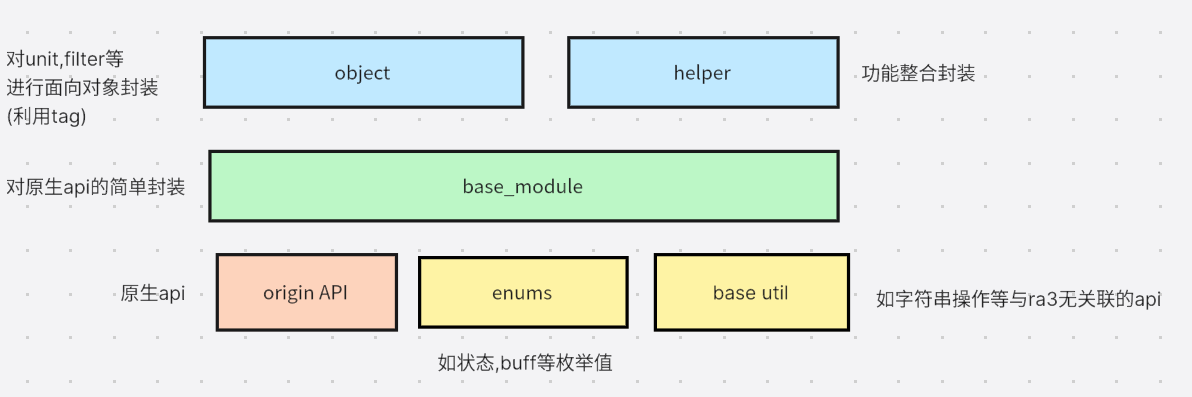 对unit,filter等
进行面向对象封装
(利用tag)
object
helper
功能整合封装
对原生api的简单封装
base_module
原生api
origin API
enums
base util
如字符串操作等与ra3无关联的api
如状态,buff等枚举值